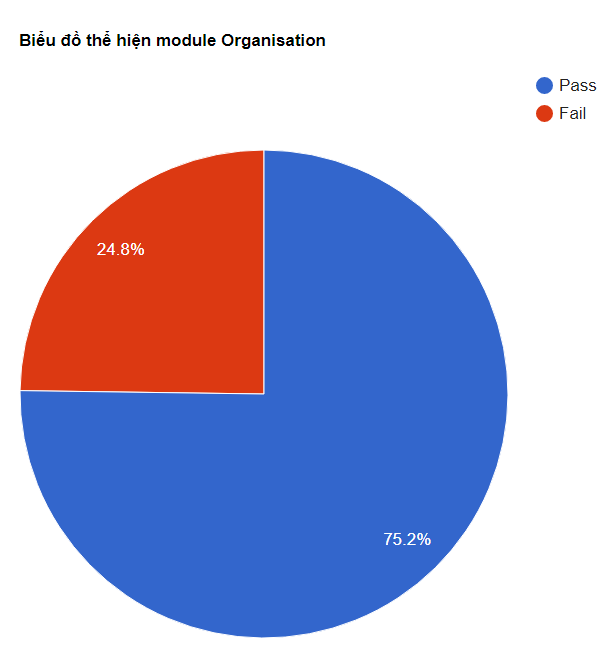 Biểu đồ thể hiện module Organisation
Pass
Fail
24.8%
75.2%